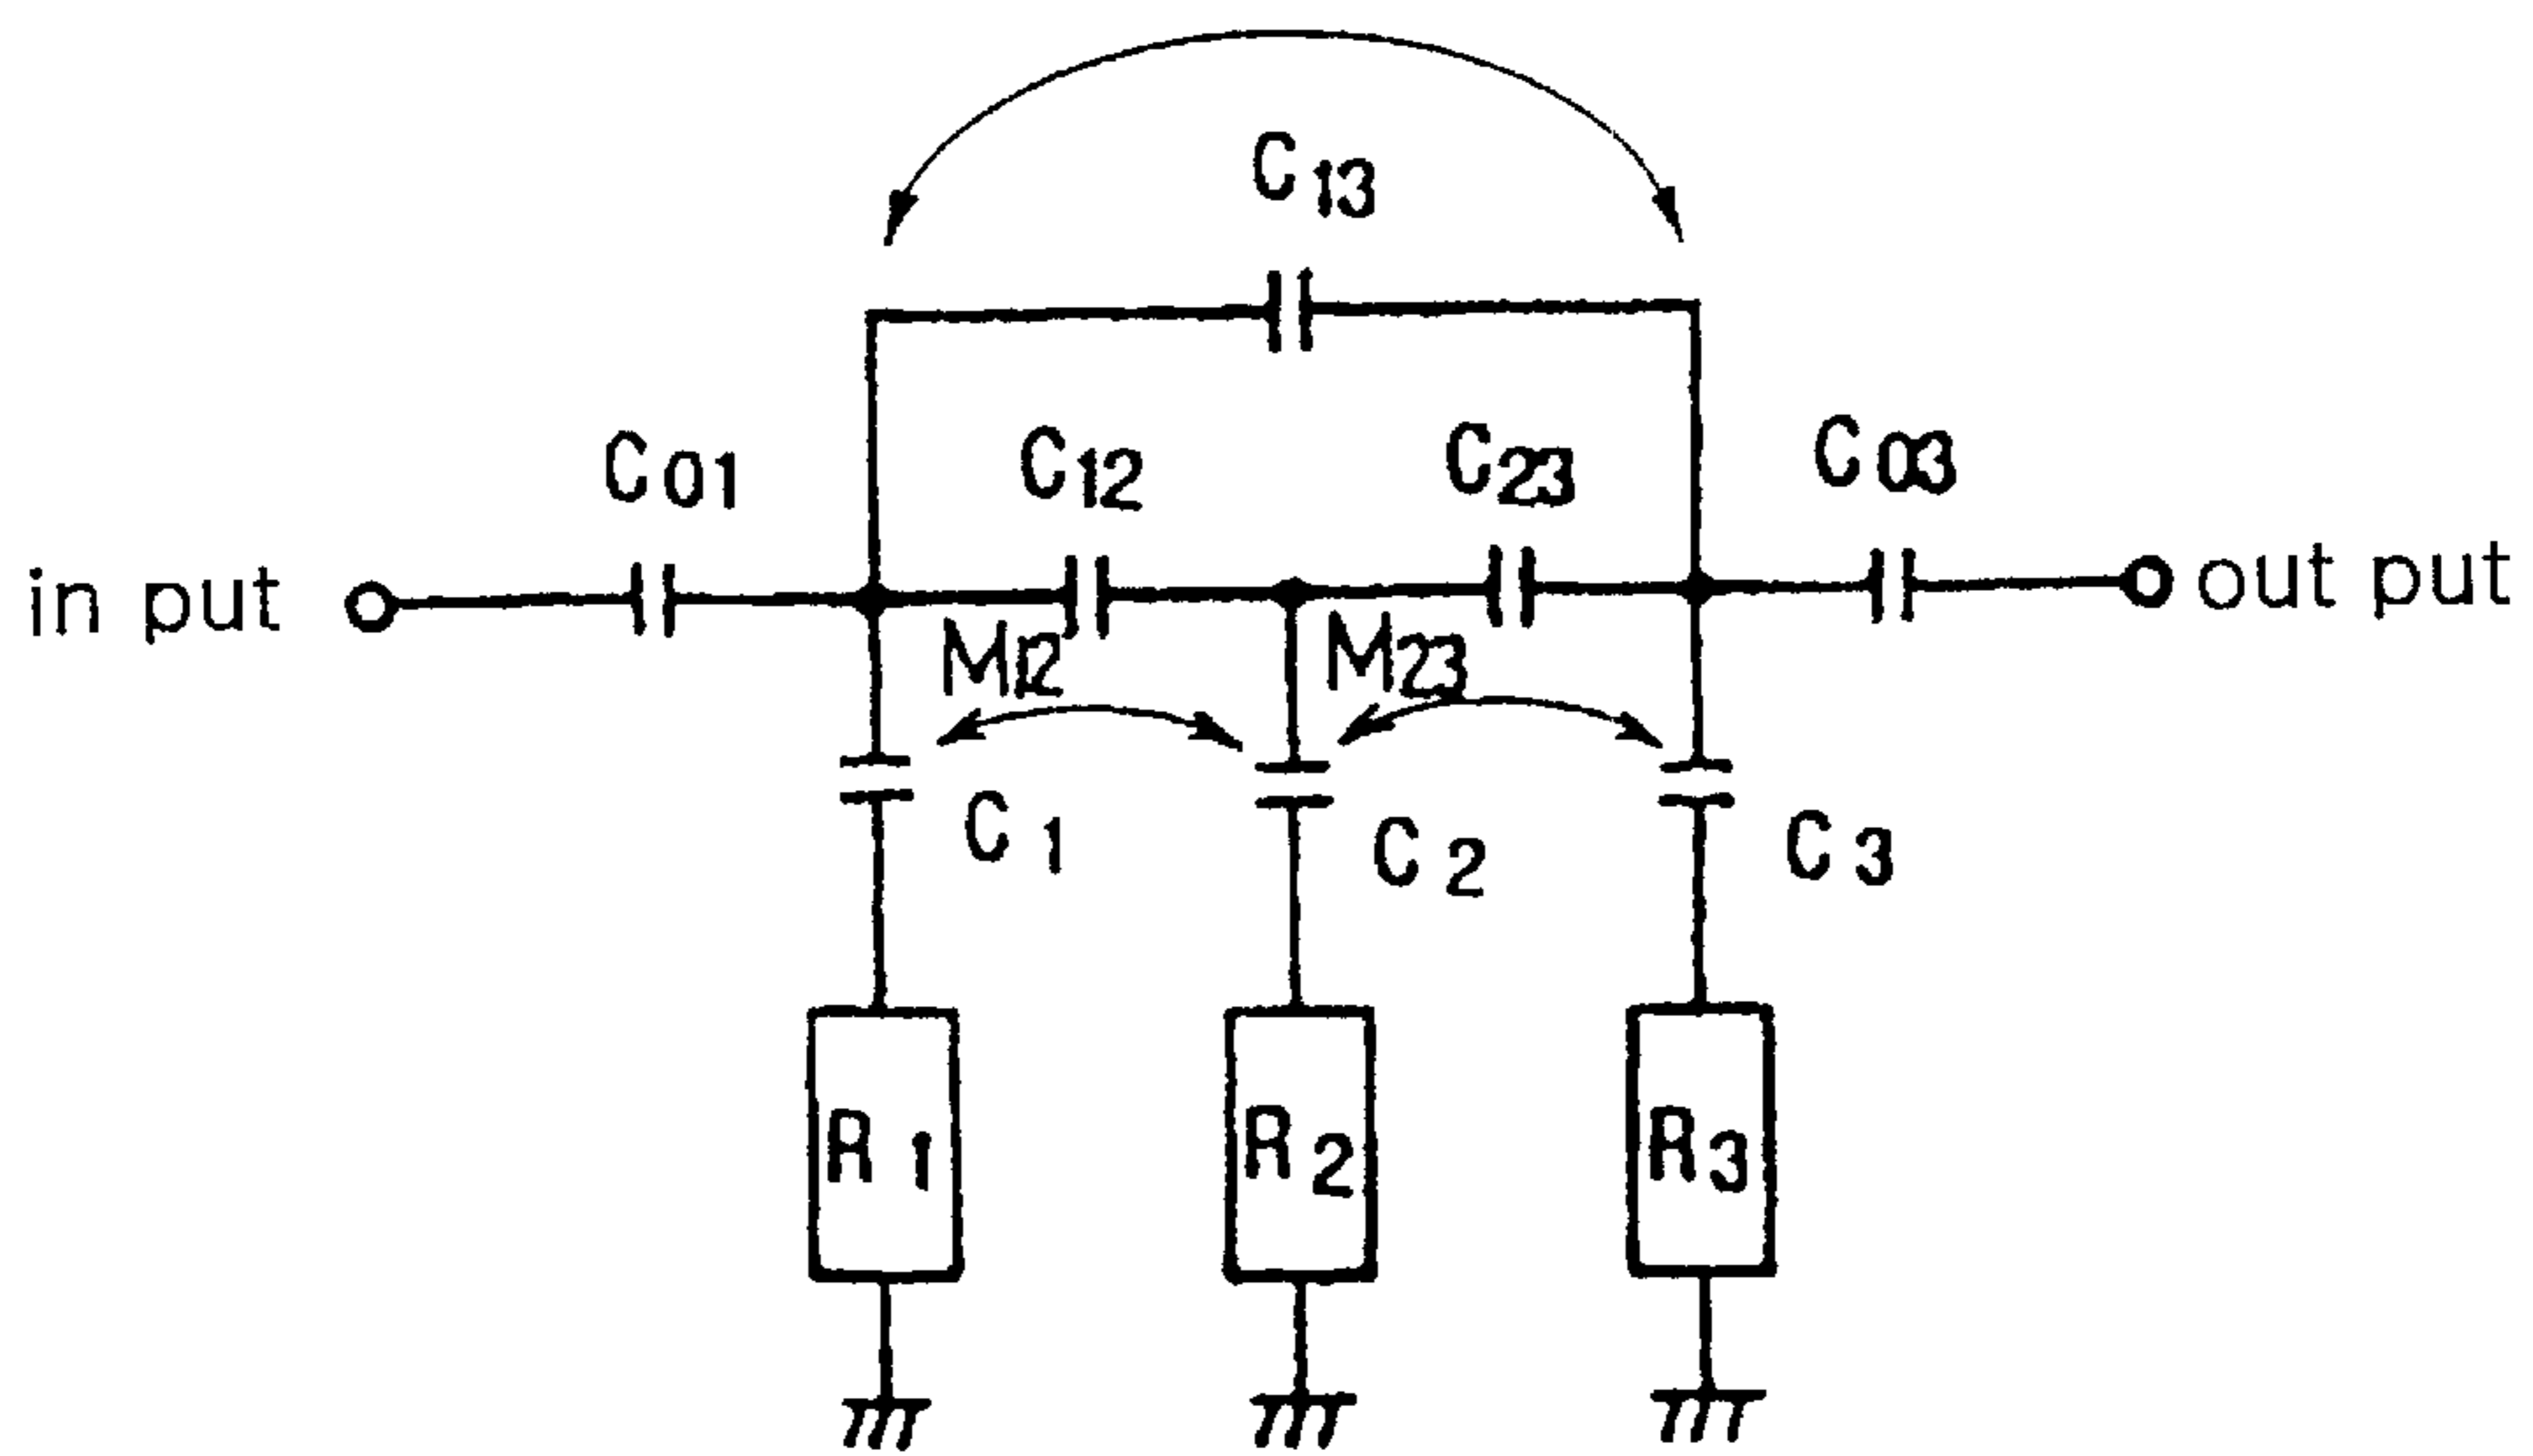 C13
C01 C12 C23 C03
in put out put
M12 M23
C1 C2 C3
R1 R2 R3